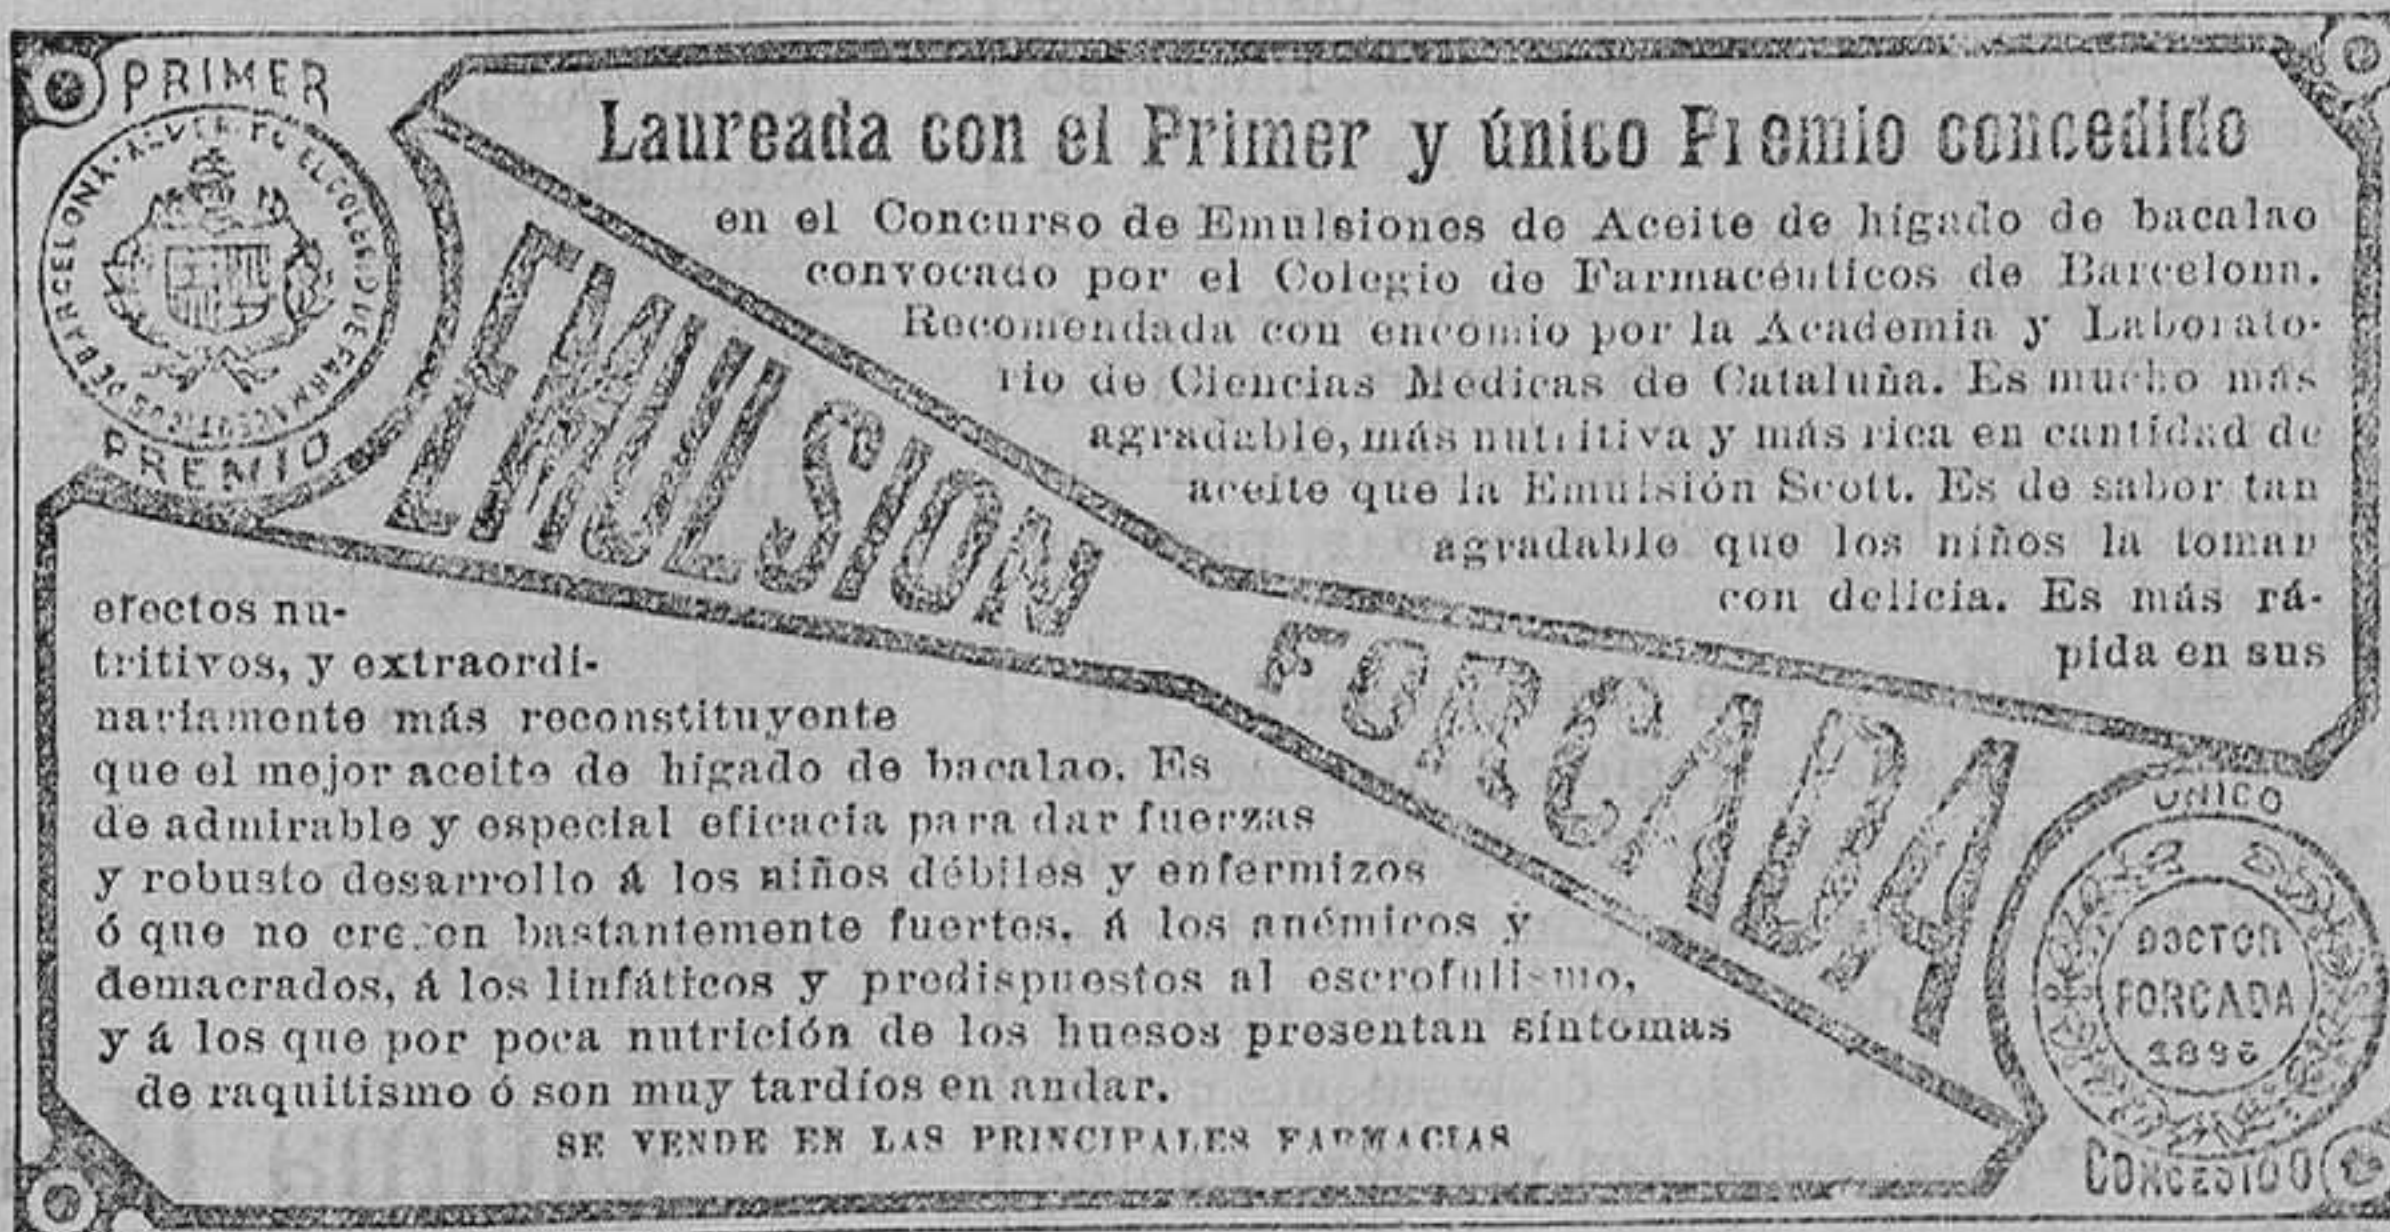 PRIMER
PREMIO
COLEGIO DE FARMACEUTICOS DE BARCELONA
EMULSION FORCADA
Laureada con el Primer y único Premio concedido
en el Concurso de Emulsiones de Aceite de hígado de bacalao
convocado por el Colegio de Farmacéuticos de Barcelona.
Recomendada con encomio por la Academia y Laborato-
rio de Ciencias Medicas de Cataluña. Es mucho más
agradable, más nutritiva y más rica en cantidad de
aceite que la Emulsión Scott. Es de sabor tan
agradable que los niños la toman
con delicia. Es más rá-
pida en sus
efectos nu-
tritivos, y extraordi-
nariamente más reconstituyente
que el mejor aceite de hígado de bacalao. Es
de admirable y especial eficacia para dar fuerzas
y robusto desarrollo á los niños débiles y enfermizos
ó que no crecen bastantemente fuertes, á los anémicos y
demacrados, á los linfáticos y predispuestos al escrofulismo,
y á los que por poca nutrición de los huesos presentan síntomas
de raquitismo ó son muy tardíos en andar.
SE VENDE EN LAS PRINCIPALES FARMACIAS
UNICO
DOCTOR
FORCADA
1896
CONCEDIDO